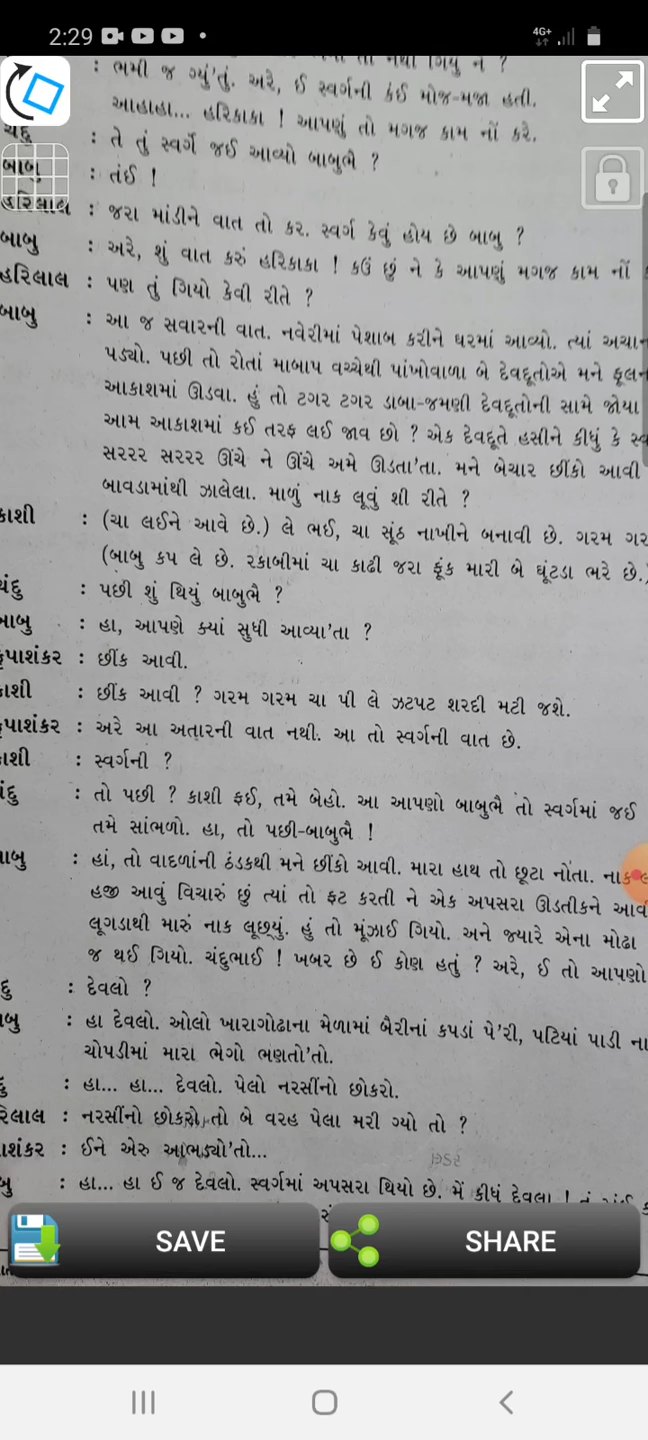 2:29
4G+
: ભમી જ ગ્યું'તું. અરે, ઈ સ્વર્ગની કંઈ મોજ-મજા હતી.
આહાહા... હરિકાકા ! આપણું તો મગજ કામ નોં કરે.
ચંદુ : તે તું સ્વર્ગે જઈ આવ્યો બાબુભૈ ?
બાબુ : તંઈ !
હરિલાલ : જરા માંડીને વાત તો કર. સ્વર્ગ કેવું હોય છે બાબુ ?
બાબુ : અરે, શું વાત કરું હરિકાકા ! કઉં છું ને કે આપણું મગજ કામ નોં
હરિલાલ : પણ તું ગિયો કેવી રીતે ?
બાબુ : આ જ સવારની વાત. નવેરીમાં પેશાબ કરીને ઘરમાં આવ્યો. ત્યાં
પડ્યો. પછી તો રોતાં માબાપ વચ્ચેથી પાંખોવાળા બે દેવદૂતોએ મને
આકાશમાં ઊડવા. હું તો ટગર ટગર ડાબા-જમણી દેવદૂતોની સામે જોયા
આમ આકાશમાં કઈ તરફ લઈ જાવ છો ? એક દેવદૂતે હસીને કીધું કે
સરરર સરરર ઊંચે ને ઊંચે અમે ઊડતા'તા. મને બેચાર છીંકો આવી
બાવડામાંથી ઝાલેલા. માળું નાક લૂવું શી રીતે ?
કાશી : (ચા લઈને આવે છે.) લે ભઈ, ચા સૂંઠ નાખીને બનાવી છે. ગરમ
(બાબુ કપ લે છે. રકાબીમાં ચા કાઢી જરા ફૂંક મારી બે ઘૂંટડા ભરે છે.)
ચંદુ : પછી શું થિયું બાબુભૈ ?
બાબુ : હા, આપણે ક્યાં સુધી આવ્યા'તા ?
કૃપાશંકર : છીંક આવી.
કાશી : છીંક આવી ? ગરમ ગરમ ચા પી લે ઝટપટ શરદી મટી જશે.
કૃપાશંકર : અરે આ અતારની વાત નથી. આ તો સ્વર્ગની વાત છે.
કાશી : સ્વર્ગની ?
ચંદુ : તો પછી ? કાશી ફઈ, તમે બેહો. આ આપણો બાબુભૈ તો સ્વર્ગમાં જઈ
તમે સાંભળો. હા, તો પછી-બાબુભૈ !
બાબુ : હાં, તો વાદળાંની ઠંડકથી મને છીંકો આવી. મારા હાથ તો છૂટા નોંતા. નાક
હજી આવું વિચારું છું ત્યાં તો ફટ કરતી ને એક અપસરા ઊડતીકને
લૂગડાથી મારું નાક લૂછ્યું. હું તો મૂંઝાઈ ગિયો. અને જ્યારે એના મોઢા
જ થઈ ગિયો. ચંદુભાઈ ! ખબર છે ઈ કોણ હતું ? અરે, ઈ તો આપણો
: દેવલો ?
: હા દેવલો. ઓલો ખારાગોઢાના મેળામાં બૈરીનાં કપડાં પે'રી, પટિયાં પાડી
ચોપડીમાં મારા ભેગો ભણતો'તો.
: હા... હા... દેવલો. પેલો નરસીંનો છોકરો.
: નરસીંનો છોકરો, તો બે વરહ પેલા મરી ગ્યો તો ?
: ઈને એરુ આભડ્યો'તો...
: હા... હા ઈ જ દેવલો. સ્વર્ગમાં અપસરા થિયો છે. મેં કીધું દેવલા !
SAVE
SHARE